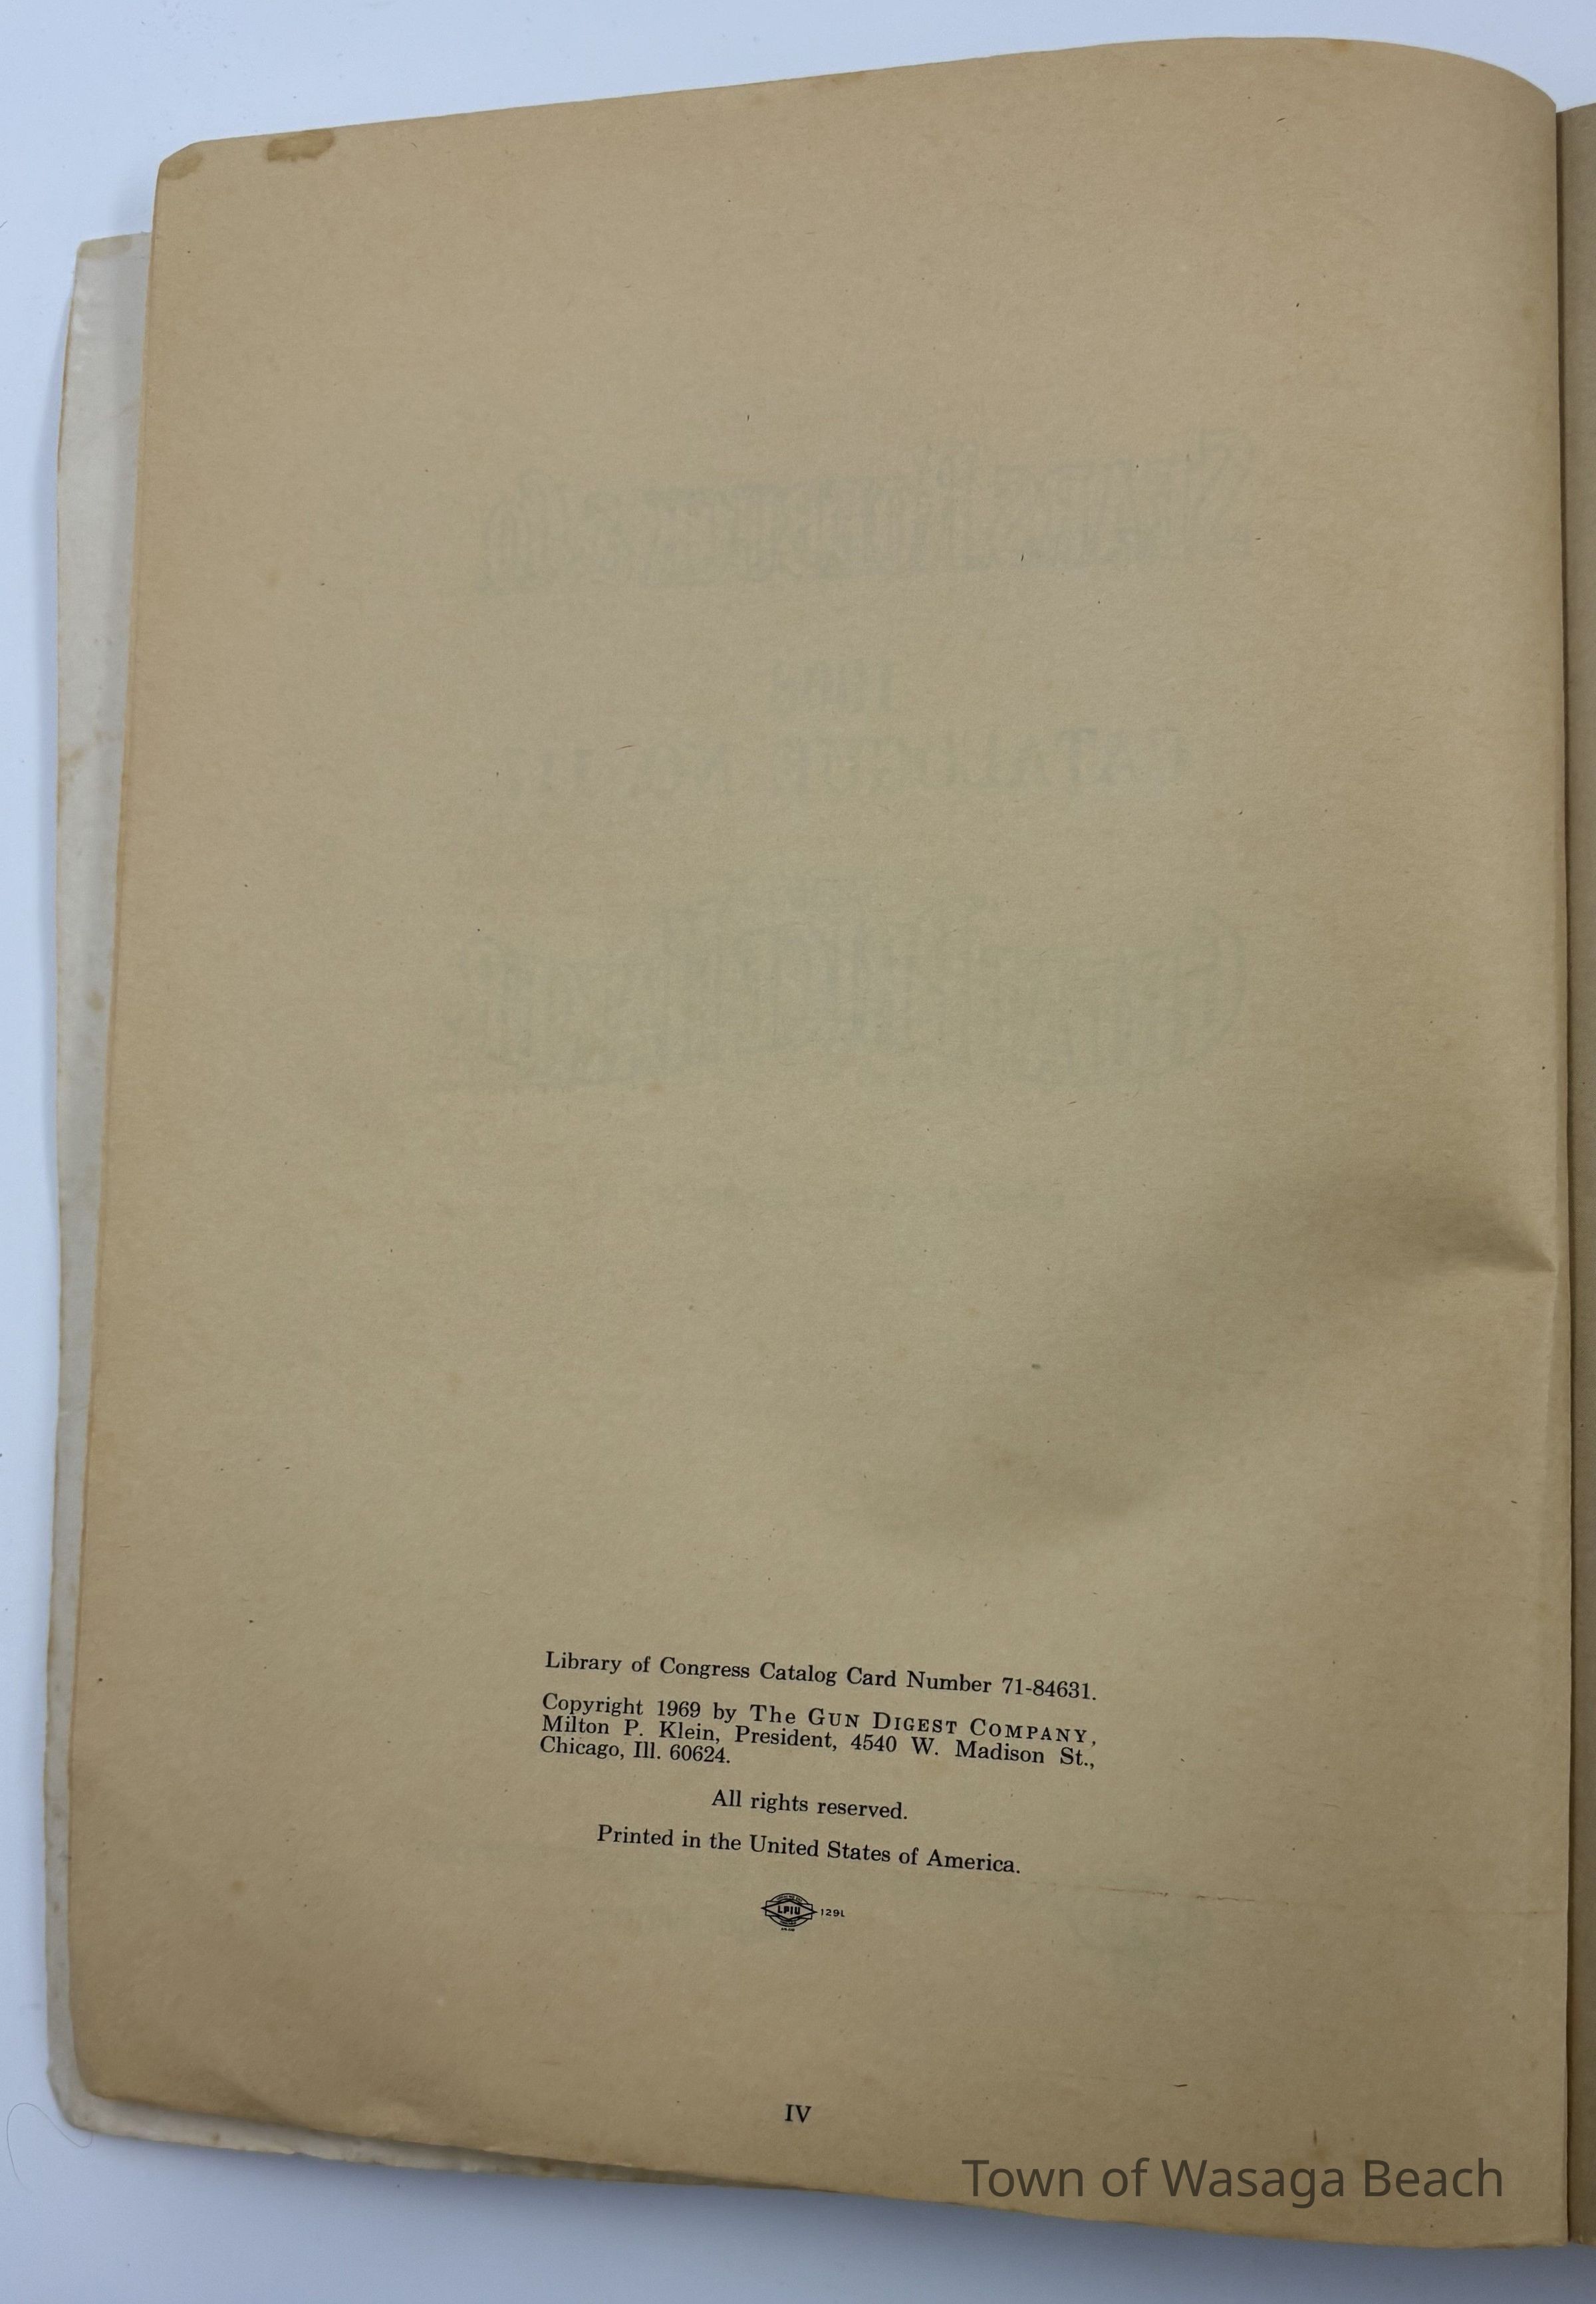 Library of Congress Catalog Card Number 71-84631.
Copyright 1969 by The GUN DIGEST COMPANY,
Milton P. Klein, President, 4540 W. Madison St.,
Chicago, Ill. 60624.
All rights reserved.
Printed in the United States of America.
LPIU 129L
IV
Town of Wasaga Beach